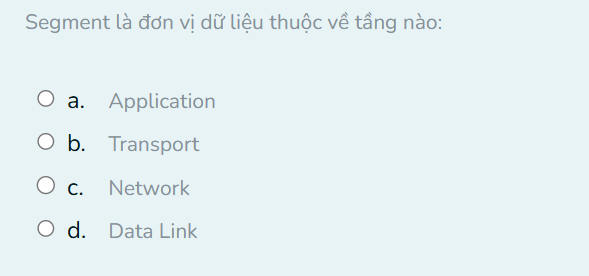 Segment là đơn vị dữ liệu thuộc về tầng nào:
a. Application
b. Transport
c. Network
d. Data Link